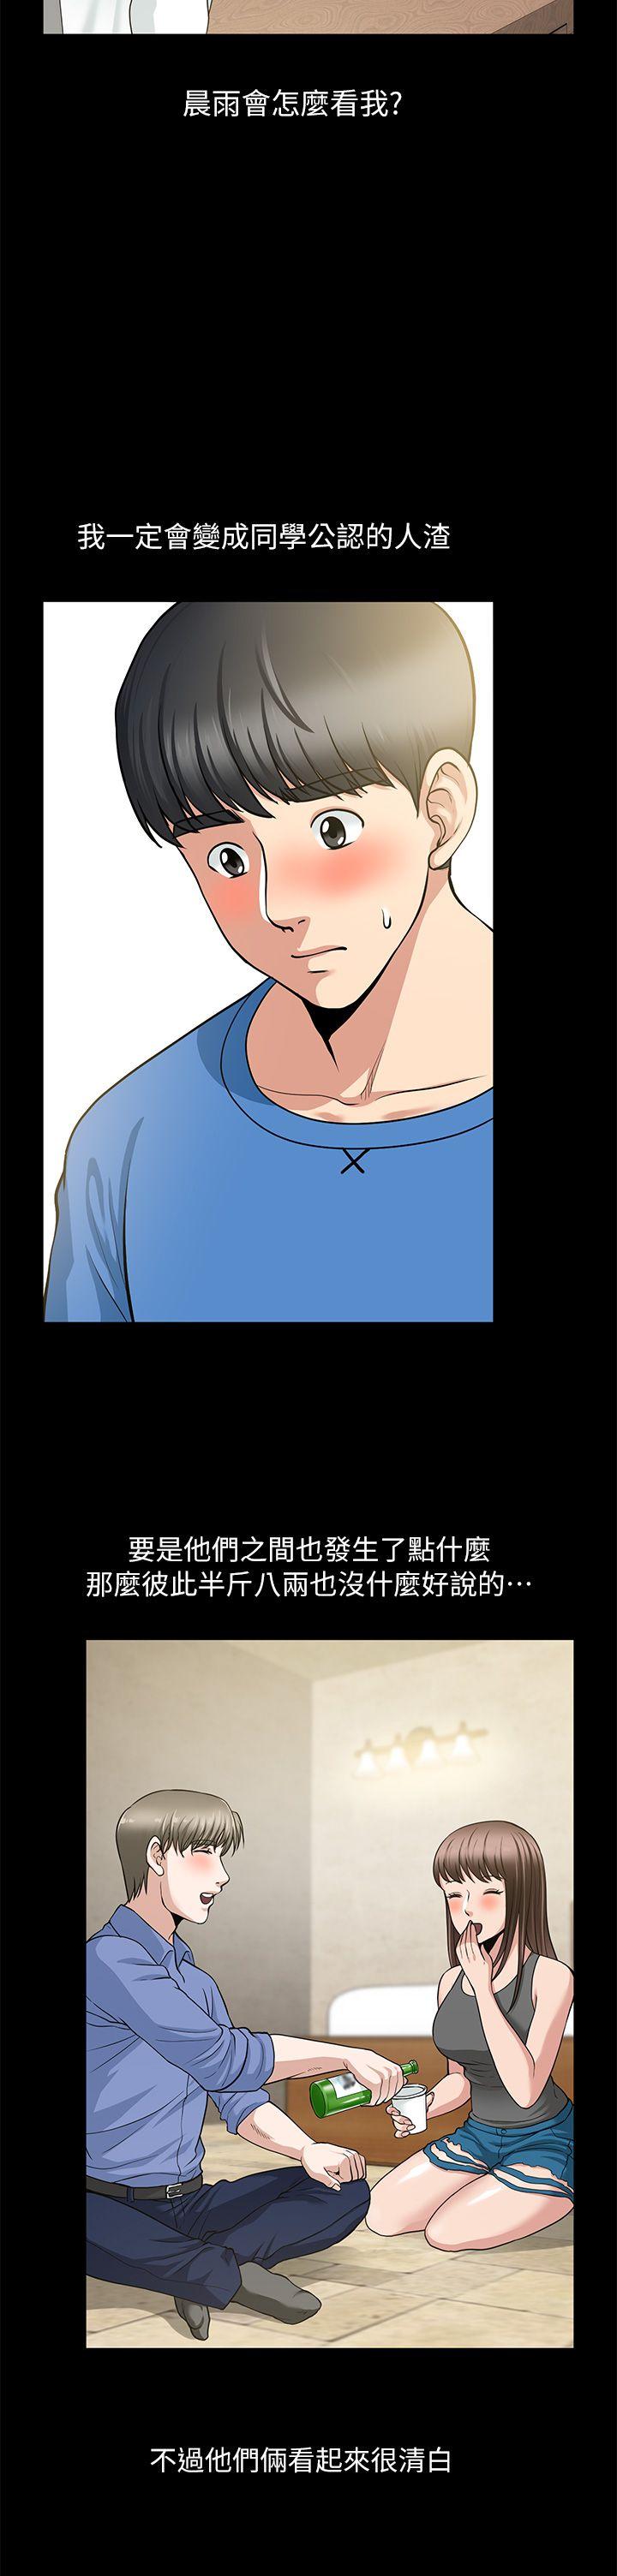 晨雨會怎麼看我?
我一定會變成同學公認的人渣
要是他們之間也發生了點什麼
那麼彼此半斤八兩也沒什麼好說的⋯
不過他們倆看起來很清白